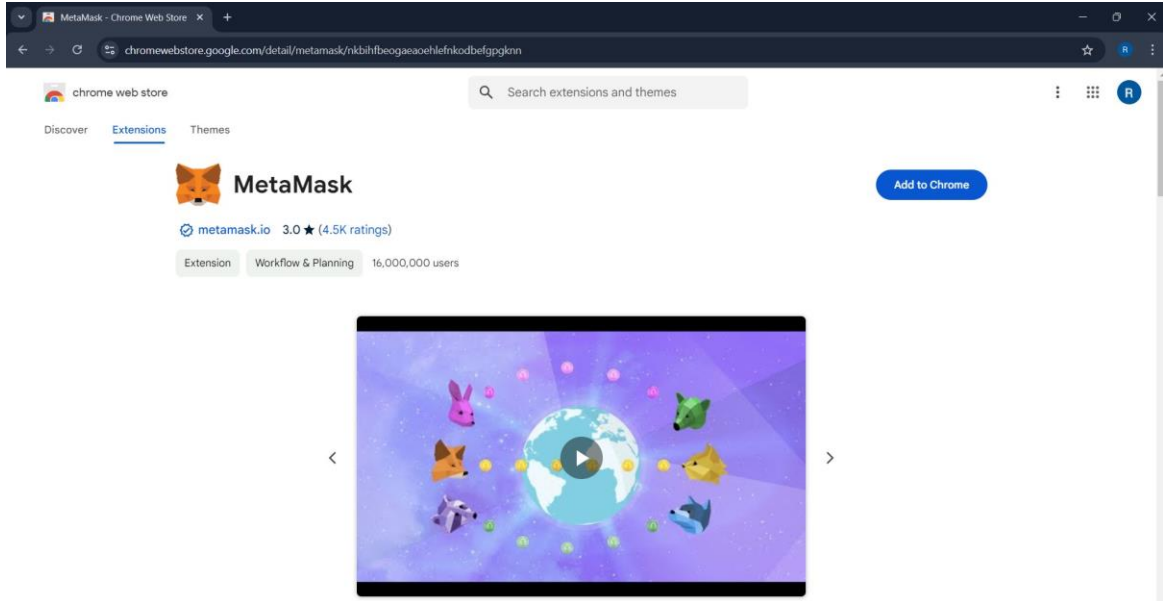 MetaMask - Chrome Web Store
chromewebstore.google.com/detail/metamask/nkbihfbeogaeaoehlefnkodbefgpgknn
R
chrome web store
Search extensions and themes
R
Discover Extensions Themes
MetaMask
Add to Chrome
metamask.io 3.0 ★ (4.5K ratings)
Extension Workflow & Planning 16,000,000 users